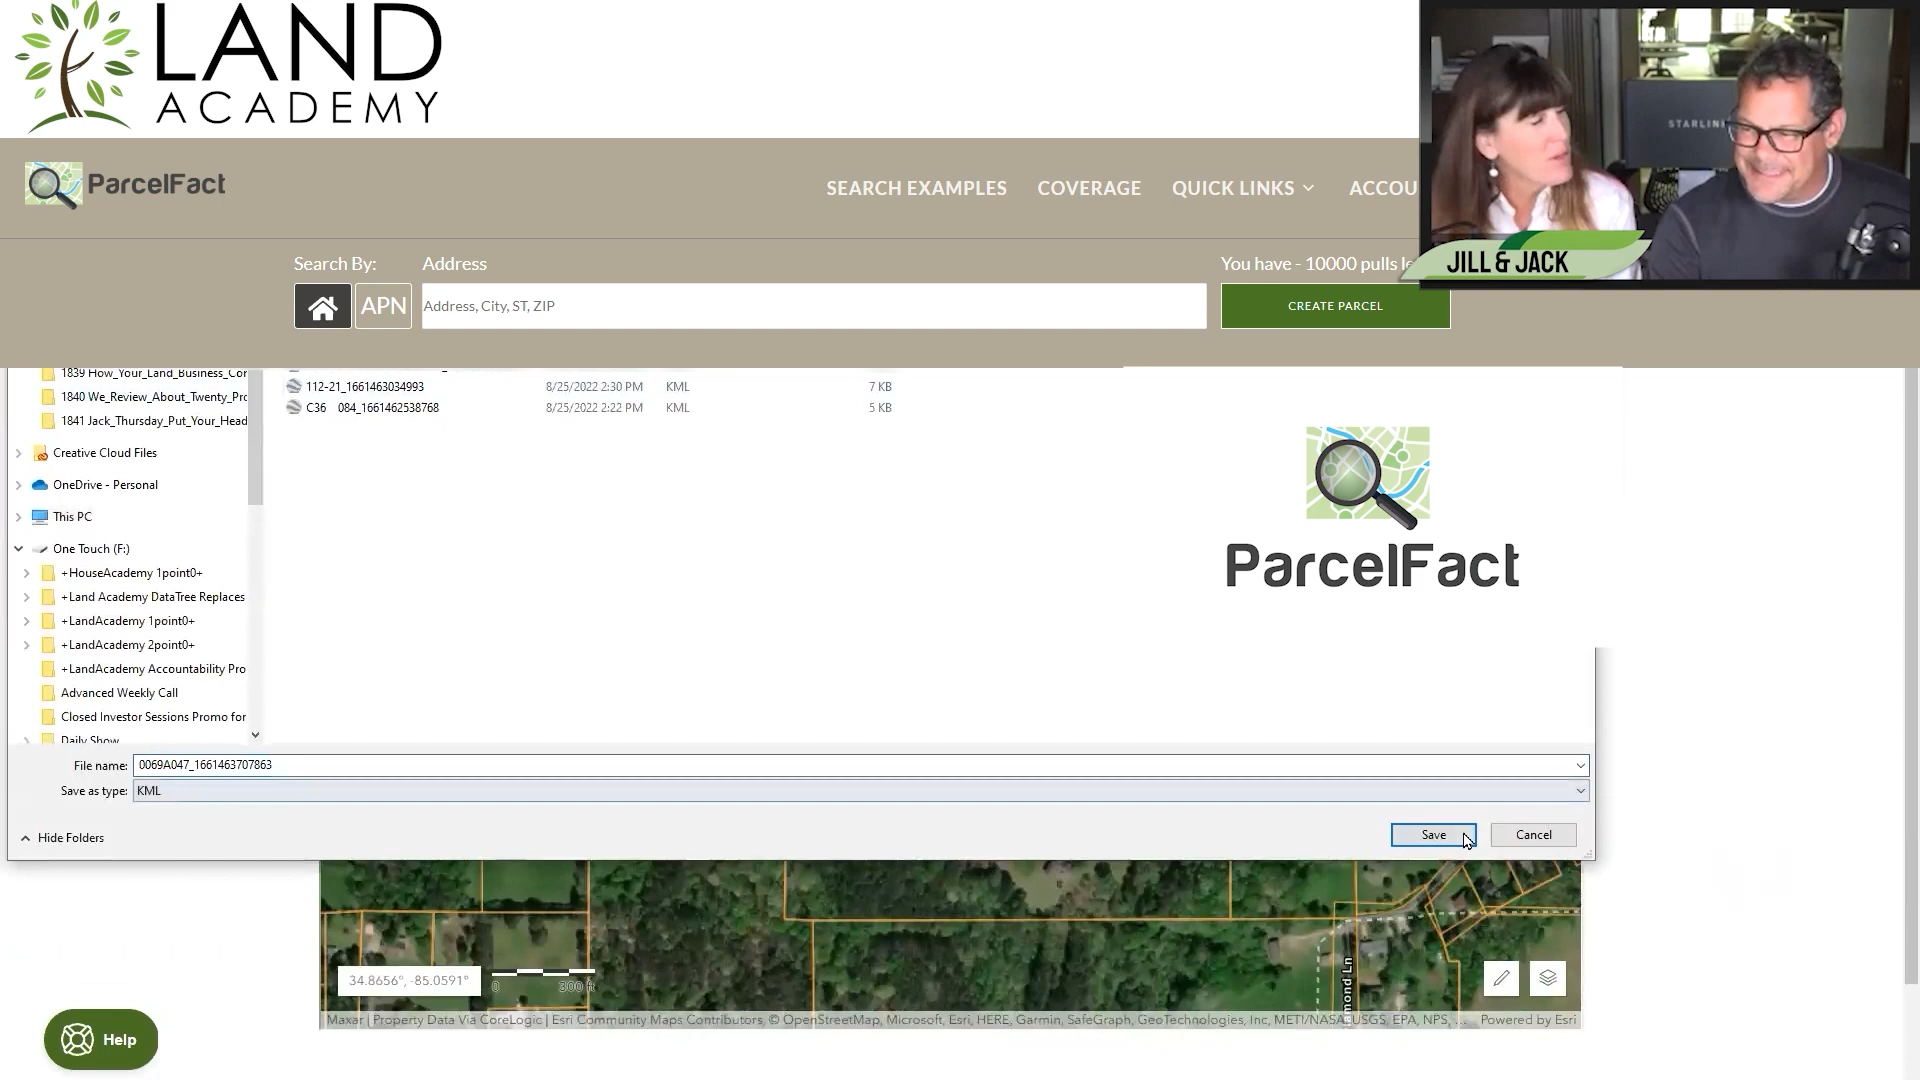 LAND
ACADEMY
STARLIN
JILL & JACK
ParcelFact
SEARCH EXAMPLES
COVERAGE
QUICK LINKS
ACCOU
Search By:
Address
You have - 10000 pulls le
APN
Address, City, ST, ZIP
CREATE PARCEL
1839 How_Your_Land_Business_Cor
1840 We_Review_About_Twenty_Prc
1841 Jack_Thursday_Put_Your_Head
Creative Cloud Files
OneDrive - Personal
This PC
One Touch (F:)
+HouseAcademy 1point0+
+Land Academy DataTree Replaces
+LandAcademy 1point0+
+LandAcademy 2point0+
+LandAcademy Accountability Pro
Advanced Weekly Call
Closed Investor Sessions Promo for
Daily Show
112-21_1661463034993 8/25/2022 2:30 PM KML 7 KB
C36 084_1661462538768 8/25/2022 2:22 PM KML 5 KB
ParcelFact
File name: 0069A047_1661463707863
Save as type: KML
Hide Folders
Save
Cancel
34.8656°, -85.0591°
0 300 ft
amond Ln
Maxar | Property Data Via CoreLogic | Esri Community Maps Contributors, © OpenStreetMap, Microsoft, Esri, HERE, Garmin, SafeGraph, GeoTechnologies, Inc, METI/NASA, USGS, EPA, NPS, ...
Powered by Esri
Help